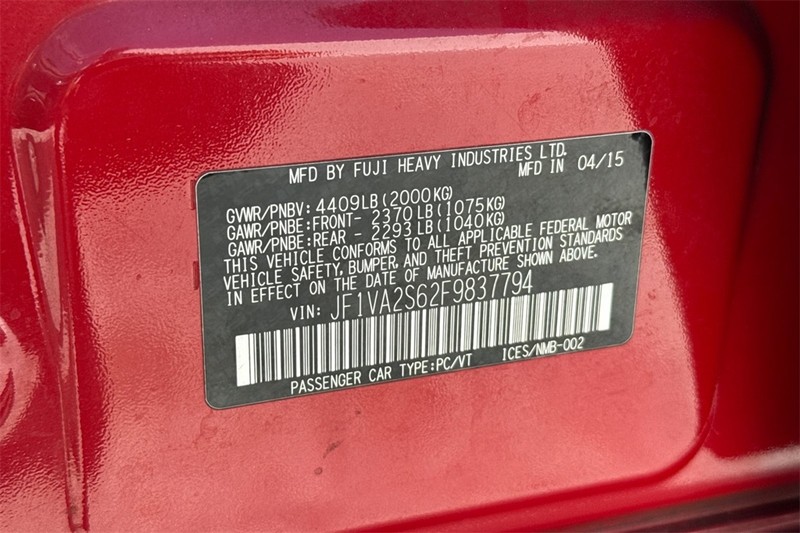 MFD BY FUJI HEAVY INDUSTRIES LTD.
MFD IN 04/15
GVWR/PNBV: 4409LB(2000KG)
GAWR/PNBE:FRONT- 2370LB(1075KG)
GAWR/PNBE:REAR - 2293LB(1040KG)
THIS VEHICLE CONFORMS TO ALL APPLICABLE FEDERAL MOTOR
VEHICLE SAFETY, BUMPER, AND THEFT PREVENTION STANDARDS
IN EFFECT ON THE DATE OF MANUFACTURE SHOWN ABOVE.
VIN: JF1VA2S62F9837794
PASSENGER CAR TYPE:PC/VT ICES/NMB-002